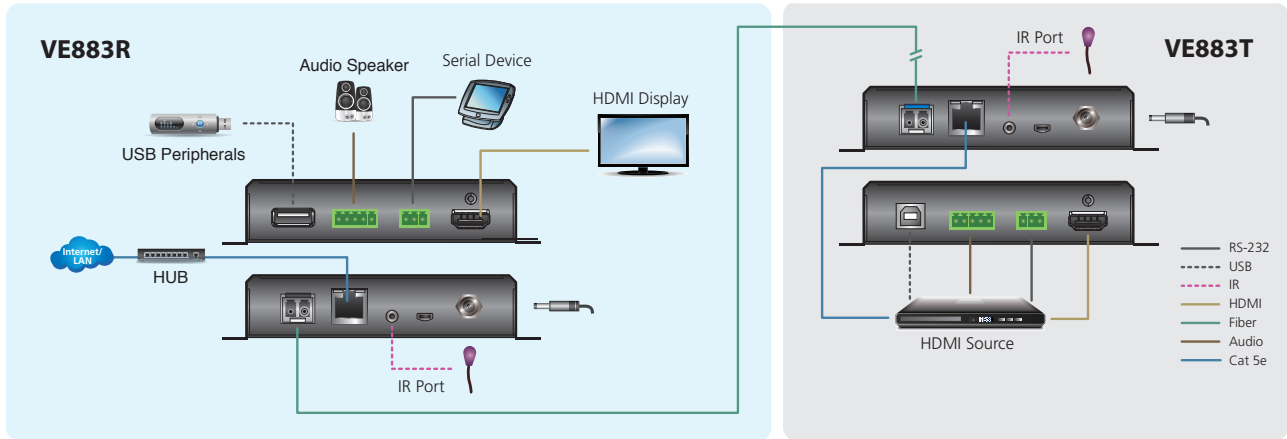 VE883R
Audio Speaker
Serial Device
HDMI Display
USB Peripherals
Internet/
LAN
HUB
IR Port
IR Port
VE883T
HDMI Source
RS-232
USB
IR
HDMI
Fiber
Audio
Cat 5e